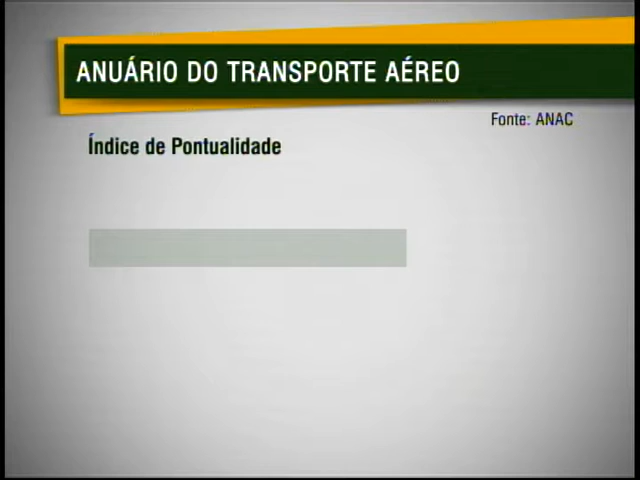 ANUÁRIO DO TRANSPORTE AÉREO
Fonte: ANAC
Índice de Pontualidade